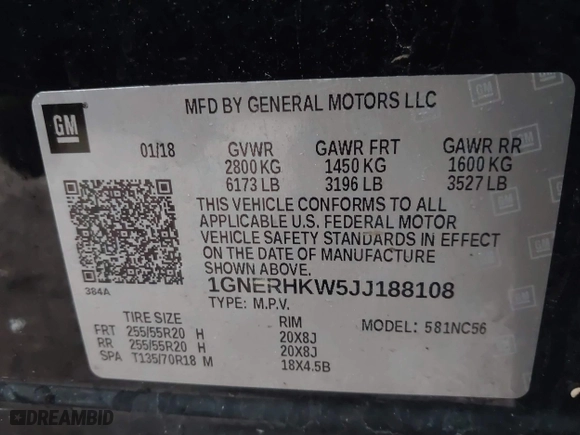 GM
MFD BY GENERAL MOTORS LLC
01/18 GVWR GAWR FRT GAWR RR
2800 KG 1450 KG 1600 KG
6173 LB 3196 LB 3527 LB
THIS VEHICLE CONFORMS TO ALL
APPLICABLE U.S. FEDERAL MOTOR
VEHICLE SAFETY STANDARDS IN EFFECT
ON THE DATE OF MANUFACTURE
SHOWN ABOVE.
384A
1GNERHKW5JJ188108
TYPE: M.P.V.
TIRE SIZE RIM MODEL: 581NC56
FRT 255/55R20 H 20X8J
RR 255/55R20 H 20X8J
SPA T135/70R18 M 18X4.5B
DREAMBID